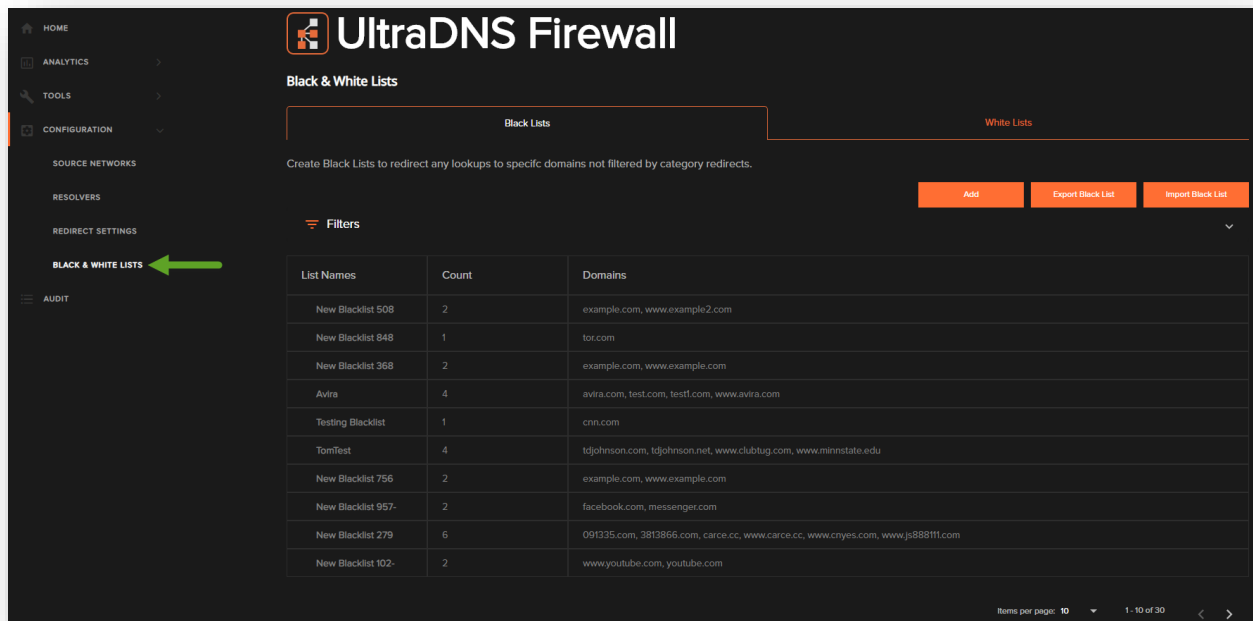 HOME
ANALYTICS
TOOLS
CONFIGURATION
SOURCE NETWORKS
RESOLVERS
REDIRECT SETTINGS
BLACK & WHITE LISTS
AUDIT
UltraDNS Firewall
Black & White Lists
Black Lists White Lists
Create Black Lists to redirect any lookups to specifc domains not filtered by category redirects.
Add Export Black List Import Black List
Filters
List Names Count Domains
New Blacklist 508 2 example.com, www.example2.com
New Blacklist 848 1 tor.com
New Blacklist 368 2 example.com, www.example.com
Avira 4 avira.com, test.com, test1.com, www.avira.com
Testing Blacklist 1 cnn.com
TomTest 4 tdjohnson.com, tdjohnson.net, www.clubtug.com, www.minnstate.edu
New Blacklist 756 2 example.com, www.example.com
New Blacklist 957- 2 facebook.com, messenger.com
New Blacklist 279 6 091335.com, 3813866.com, carce.cc, www.carce.cc, www.cnyes.com, www.js888111.com
New Blacklist 102- 2 www.youtube.com, youtube.com
Items per page: 10 1 - 10 of 30